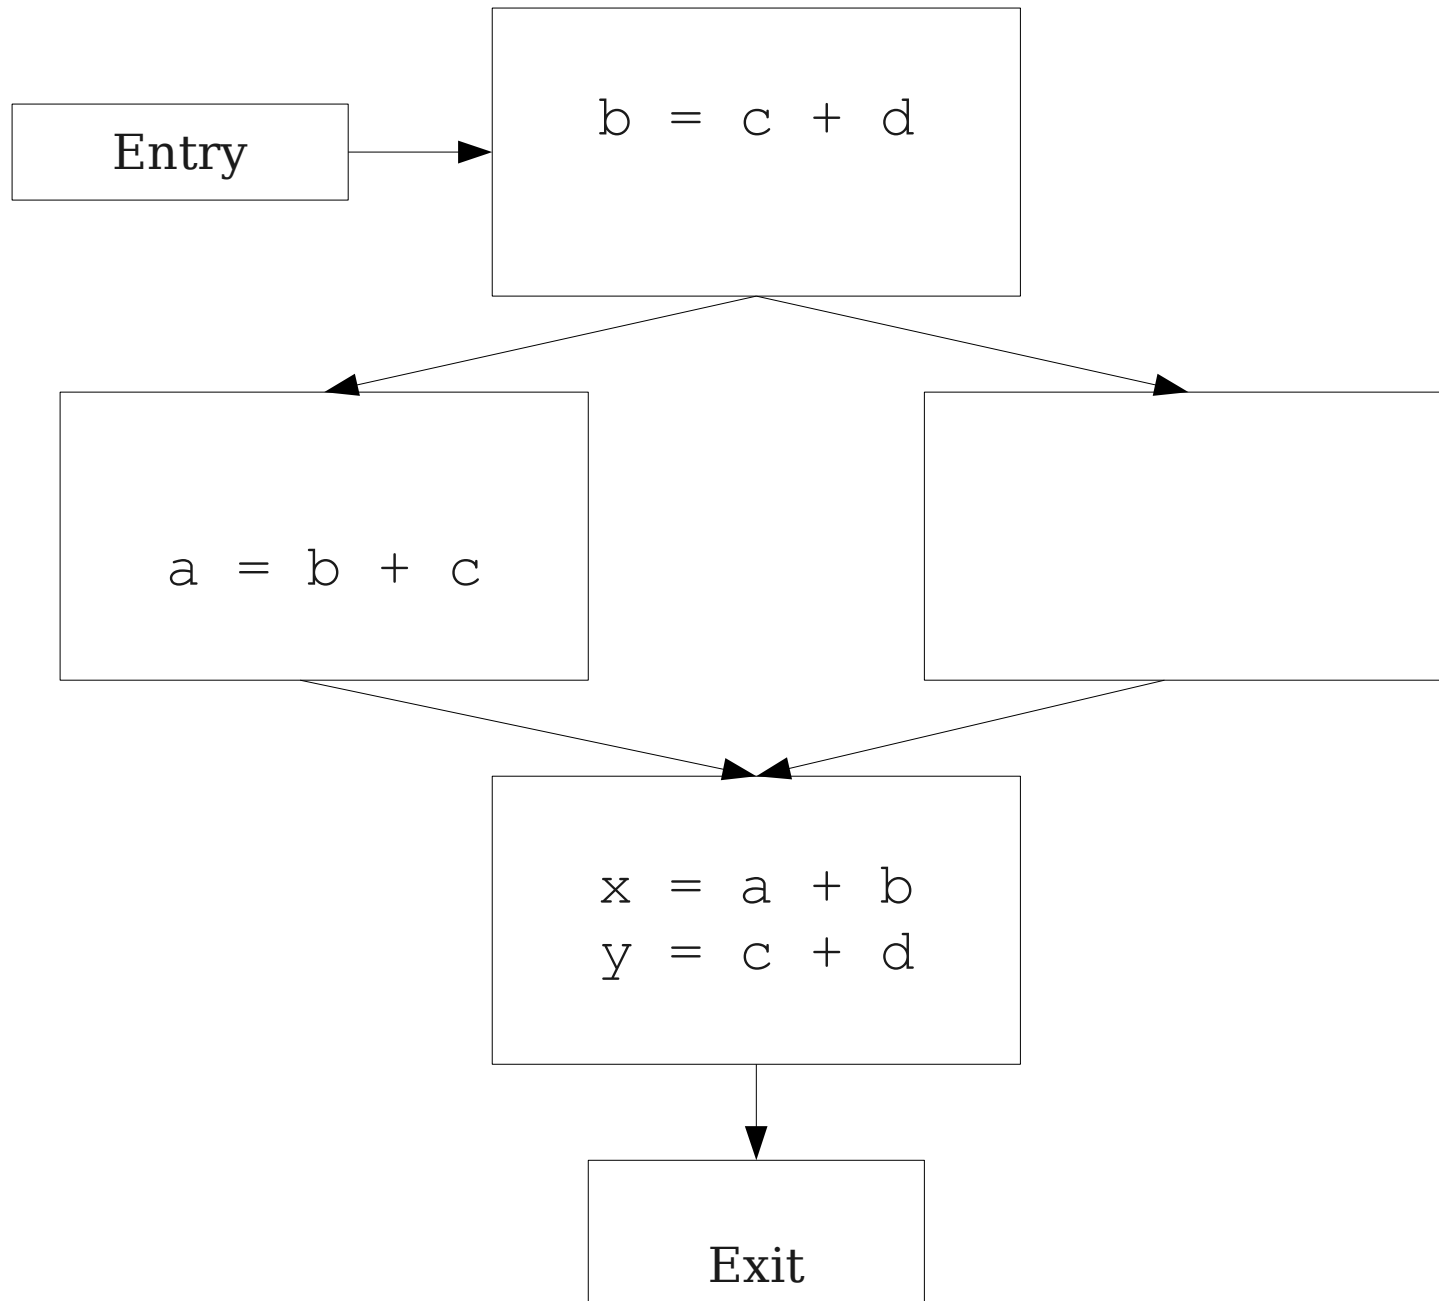 b = c + d
Entry
a = b + c
x = a + b
y = c + d
Exit